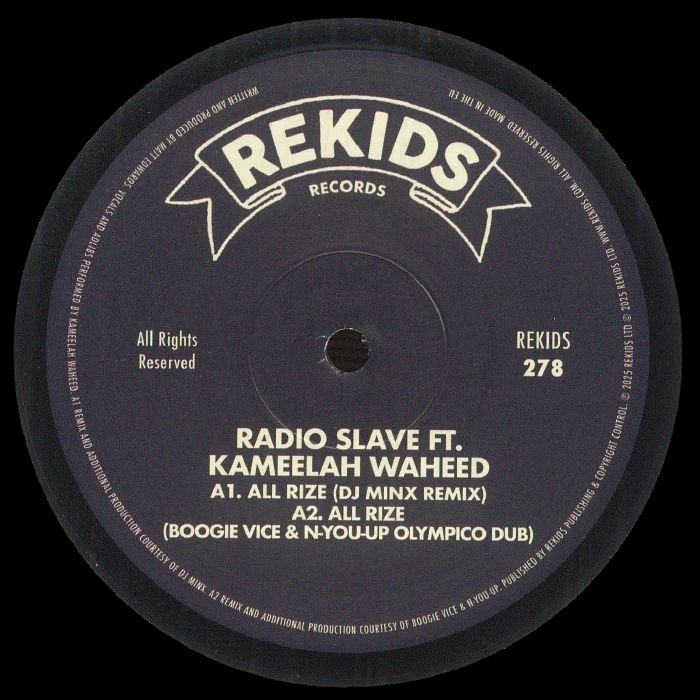 REKIDS
RECORDS
All Rights
Reserved
REKIDS
278
RADIO SLAVE FT.
KAMEELAH WAHEED
A1. ALL RIZE (DJ MINX REMIX)
A2. ALL RIZE
(BOOGIE VICE & N-YOU-UP OLYMPICO DUB)
WRITTEN AND PRODUCED BY MATT EDWARDS. VOCALS AND ADLIBS PERFORMED BY KAMEELAH WAHEED. A1 REMIX AND ADDITIONAL PRODUCTION COURTESY OF DJ MINX. A2 REMIX AND ADDITIONAL PRODUCTION COURTESY OF BOOGIE VICE & N-YOU-UP. PUBLISHED BY REKIDS PUBLISHING & COPYRIGHT CONTROL. ℗ 2025 REKIDS LTD © 2025 REKIDS LTD. WWW.REKIDS.COM. ALL RIGHTS RESERVED. MADE IN THE EU.